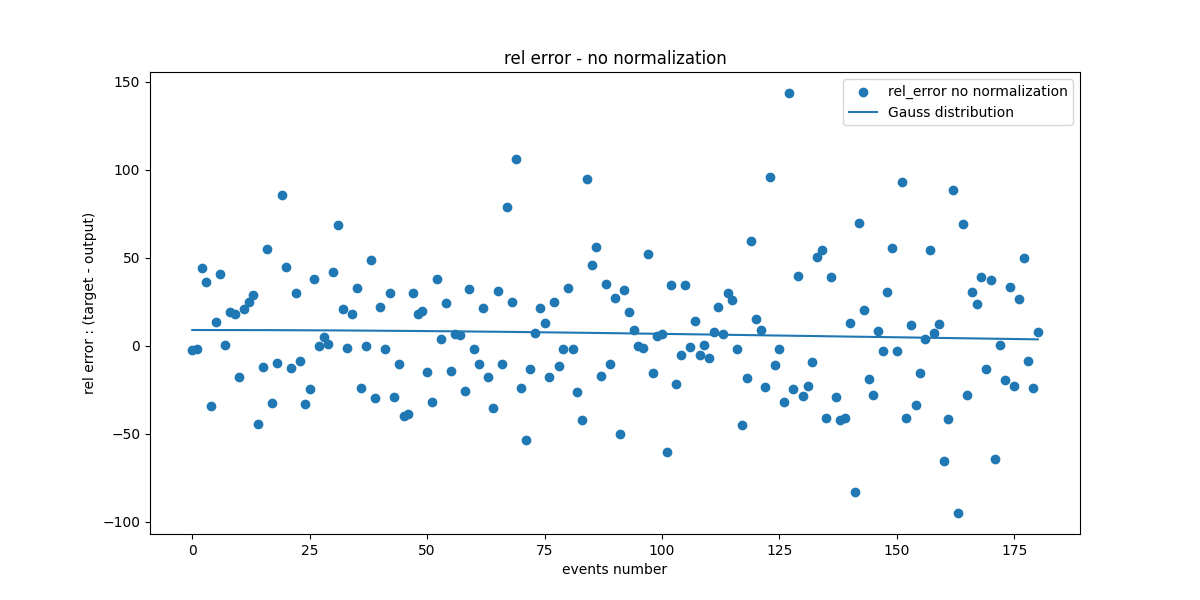 rel error - no normalization
rel_error no normalization
Gauss distribution
rel error : (target - output)
150
100
50
0
−50
−100
0
25
50
75
100
125
150
175
events number